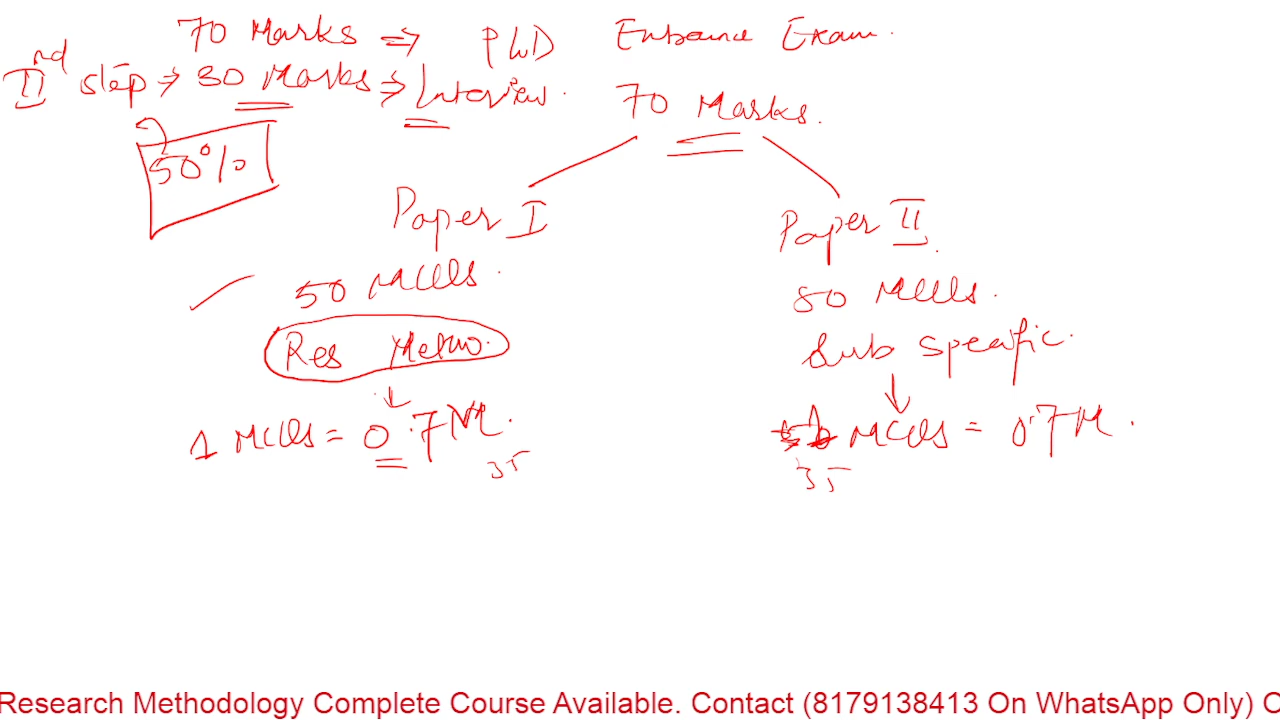 70 Marks ⇒ PhD Entrance Exam.
IInd step → 30 Marks ⇒ Interview.
50%
70 Marks.
Paper I
50 MCQs.
Res Metho.
1 MCQs = 0.7 M.
35
Paper II
50 MCQs.
Sub specific.
MCQs = 0.7 M.
35
Research Methodology Complete Course Available. Contact (8179138413 On WhatsApp Only) C